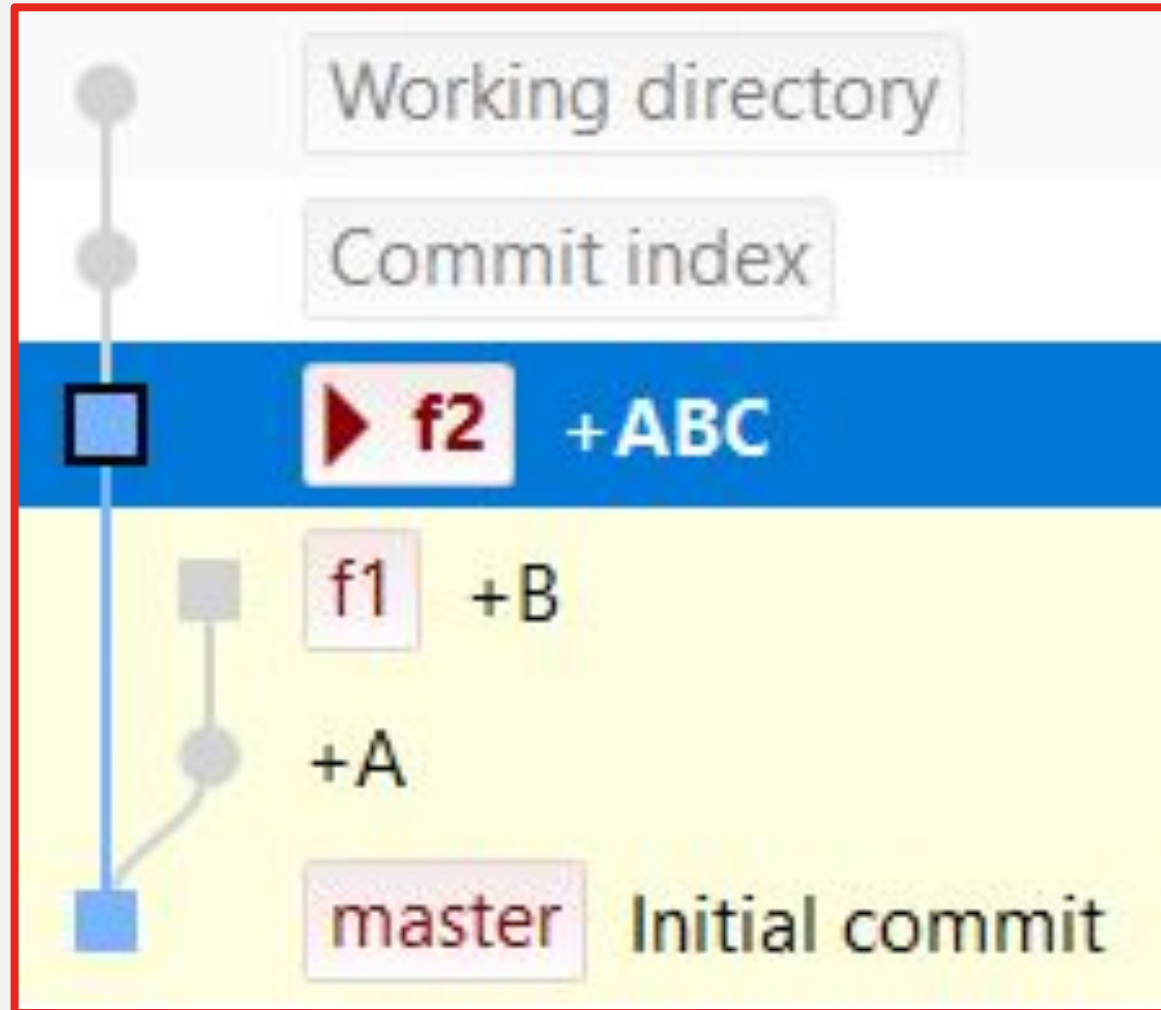 Working directory
Commit index
f2 +ABC
f1 +B
+A
master Initial commit